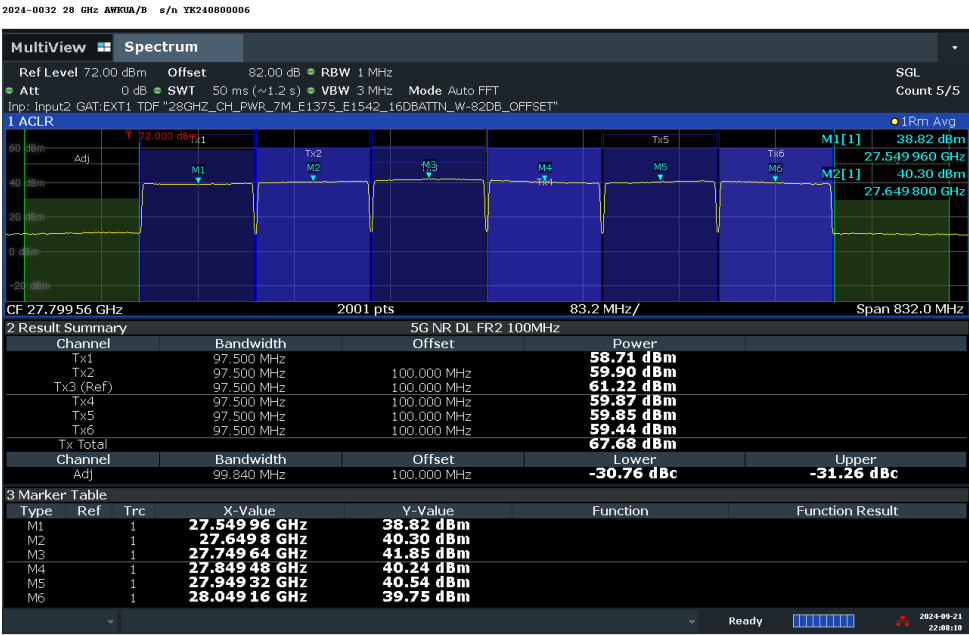 2024-0032 28 GHz AWKUA/B s/n YK240800006
MultiView Spectrum
Ref Level 72.00 dBm Offset 82.00 dB RBW 1 MHz SGL
Att 0 dB SWT 50 ms (~1.2 s) VBW 3 MHz Mode Auto FFT Count 5/5
Inp: Input2 GAT:EXT1 TDF "28GHZ_CH_PWR_7M_E1375_E1542_16DBATTN_W-82DB_OFFSET"
1 ACLR 1Rm Avg
72.000 dBm Tx1 Tx5 M1[1] 38.82 dBm
60 dBm Adj Tx2 Tx6 27.549 960 GHz
M1 M2 M3 M4 M5 M6 M2[1] 40.30 dBm
40 dBm Tx4 27.649 800 GHz
20 dBm
0 dBm
-20 dBm
CF 27.799 56 GHz 2001 pts 83.2 MHz/ Span 832.0 MHz
2 Result Summary 5G NR DL FR2 100MHz
Channel Bandwidth Offset Power
Tx1 97.500 MHz 58.71 dBm
Tx2 97.500 MHz 100.000 MHz 59.90 dBm
Tx3 (Ref) 97.500 MHz 100.000 MHz 61.22 dBm
Tx4 97.500 MHz 100.000 MHz 59.87 dBm
Tx5 97.500 MHz 100.000 MHz 59.85 dBm
Tx6 97.500 MHz 100.000 MHz 59.44 dBm
Tx Total 67.68 dBm
Channel Bandwidth Offset Lower Upper
Adj 99.840 MHz 100.000 MHz -30.76 dBc -31.26 dBc
3 Marker Table
Type Ref Trc X-Value Y-Value Function Function Result
M1 1 27.549 96 GHz 38.82 dBm
M2 1 27.649 8 GHz 40.30 dBm
M3 1 27.749 64 GHz 41.85 dBm
M4 1 27.849 48 GHz 40.24 dBm
M5 1 27.949 32 GHz 40.54 dBm
M6 1 28.049 16 GHz 39.75 dBm
Ready 2024-09-21
22:08:10